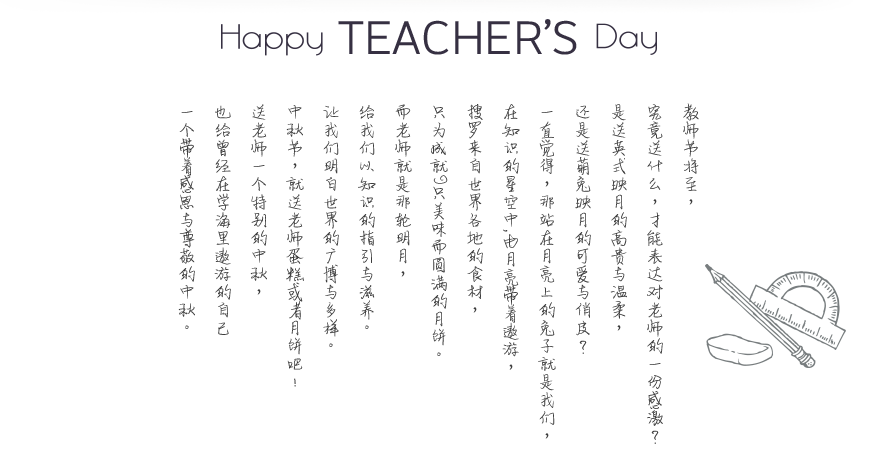 Happy TEACHER'S Day
教师节将至，
究竟送什么，才能表达对老师的一份感激？
是送英式映月的高贵与温柔，
还是送萌兔映月的可爱与俏皮？
一直觉得，那站在月亮上的兔子就是我们，
在知识的星空中，由月亮带着遨游，
搜罗来自世界各地的食材，
只为成就一只美味而圆满的月饼。
而老师就是那轮明月，
给我们以知识的指引与滋养。
让我们明白世界的广博与多样。
中秋节，就送老师蛋糕或者月饼吧！
送老师一个特别的中秋，
也给曾经在学海里遨游的自己
一个带着感恩与尊敬的中秋。